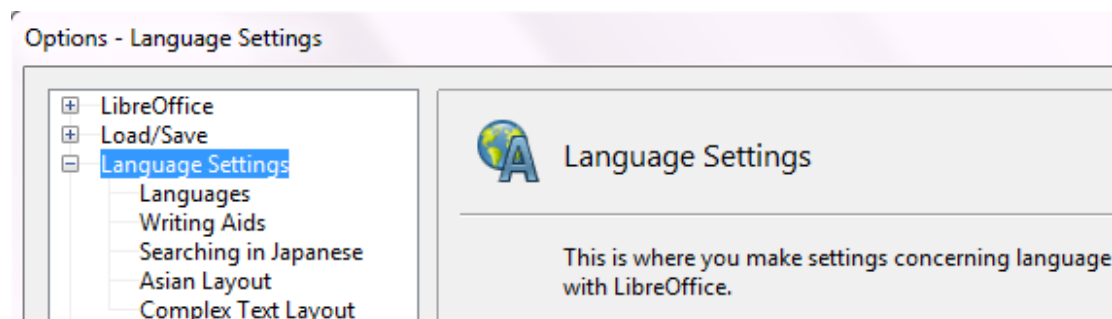 Options - Language Settings
LibreOffice
Load/Save
Language Settings
Languages
Writing Aids
Searching in Japanese
Asian Layout
Complex Text Layout
Language Settings
This is where you make settings concerning language
with LibreOffice.